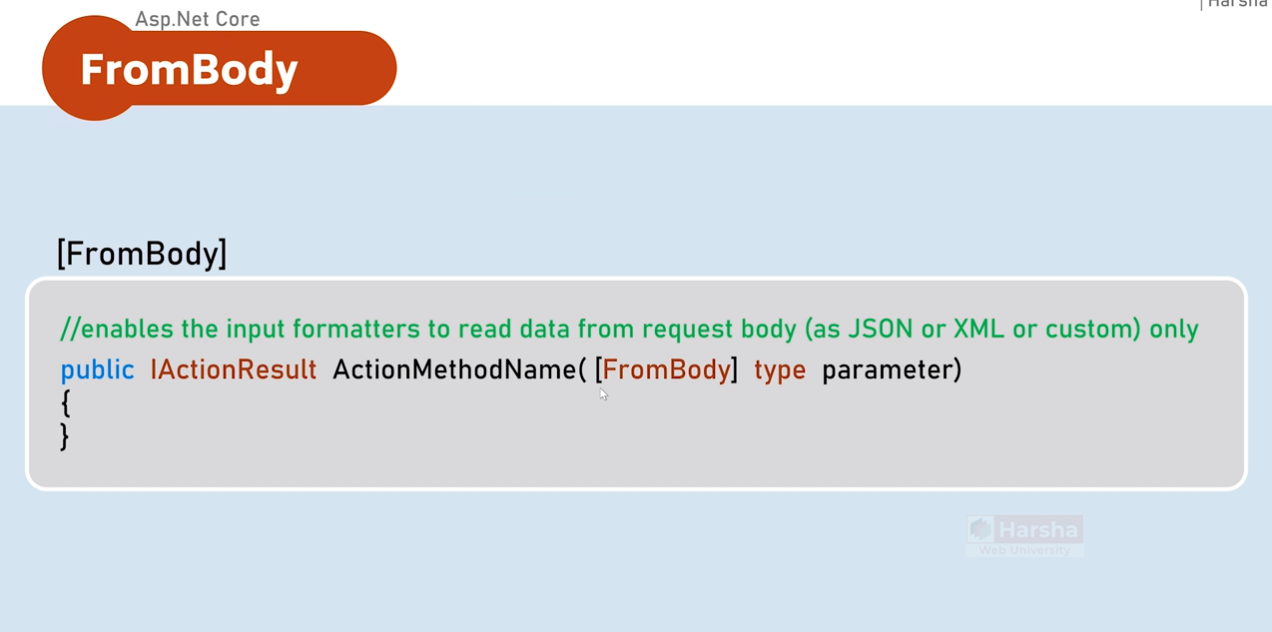 Asp.Net Core
| Harsha
FromBody
[FromBody]
//enables the input formatters to read data from request body (as JSON or XML or custom) only
public IActionResult ActionMethodName( [FromBody] type parameter)
{
}
Harsha
Web University